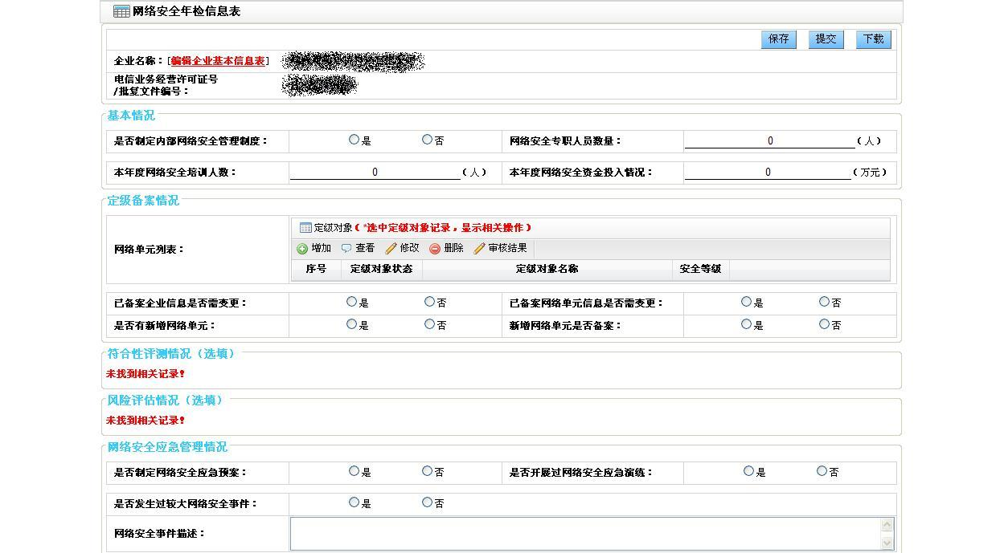 网络安全年检信息表
保存 提交 下载
企业名称：[编辑企业基本信息表]
电信业务经营许可证号
/批复文件编号：
基本情况
是否制定内部网络安全管理制度： 是 否 网络安全专职人员数量： 0 （人）
本年度网络安全培训人数： 0 （人） 本年度网络安全资金投入情况： 0 （万元）
定级备案情况
定级对象（*选中定级对象记录，显示相关操作）
网络单元列表： 增加 查看 修改 删除 审核结果
序号 定级对象状态 定级对象名称 安全等级
已备案企业信息是否需变更： 是 否 已备案网络单元信息是否需变更： 是 否
是否有新增网络单元： 是 否 新增网络单元是否备案： 是 否
符合性评测情况（选填）
未找到相关记录！
风险评估情况（选填）
未找到相关记录！
网络安全应急管理情况
是否制定网络安全应急预案： 是 否 是否开展过网络安全应急演练： 是 否
是否发生过较大网络安全事件： 是 否
网络安全事件描述：